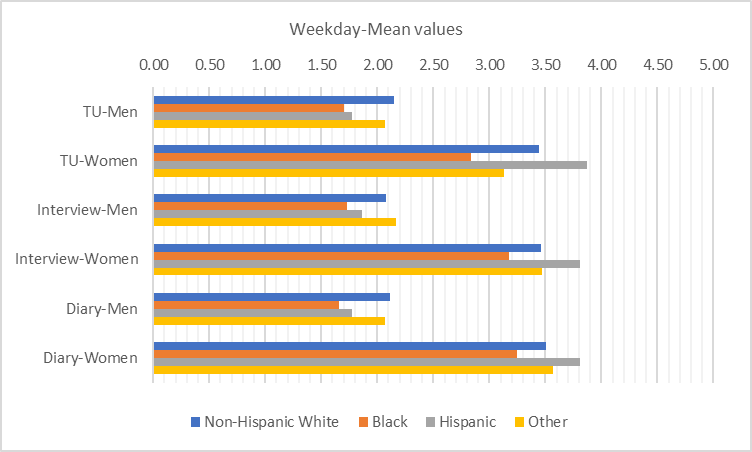 Weekday-Mean values
0.00 0.50 1.00 1.50 2.00 2.50 3.00 3.50 4.00 4.50 5.00
TU-Men
TU-Women
Interview-Men
Interview-Women
Diary-Men
Diary-Women
Non-Hispanic White Black Hispanic Other